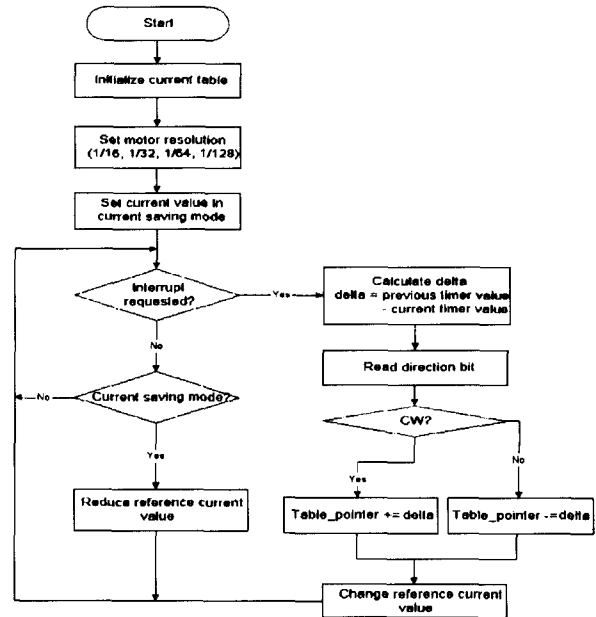 Start
Initialize current table
Set motor resolution
(1/16, 1/32, 1/64, 1/128)
Set current value in
current saving mode
Interrupt
requested?
Yes
Calculate delta
delta = previous timer value
- current timer value
No
Read direction bit
No
Current saving mode?
CW?
Yes
Yes
No
Reduce reference current
value
Table_pointer += delta
Table_pointer -=delta
Change reference current
value